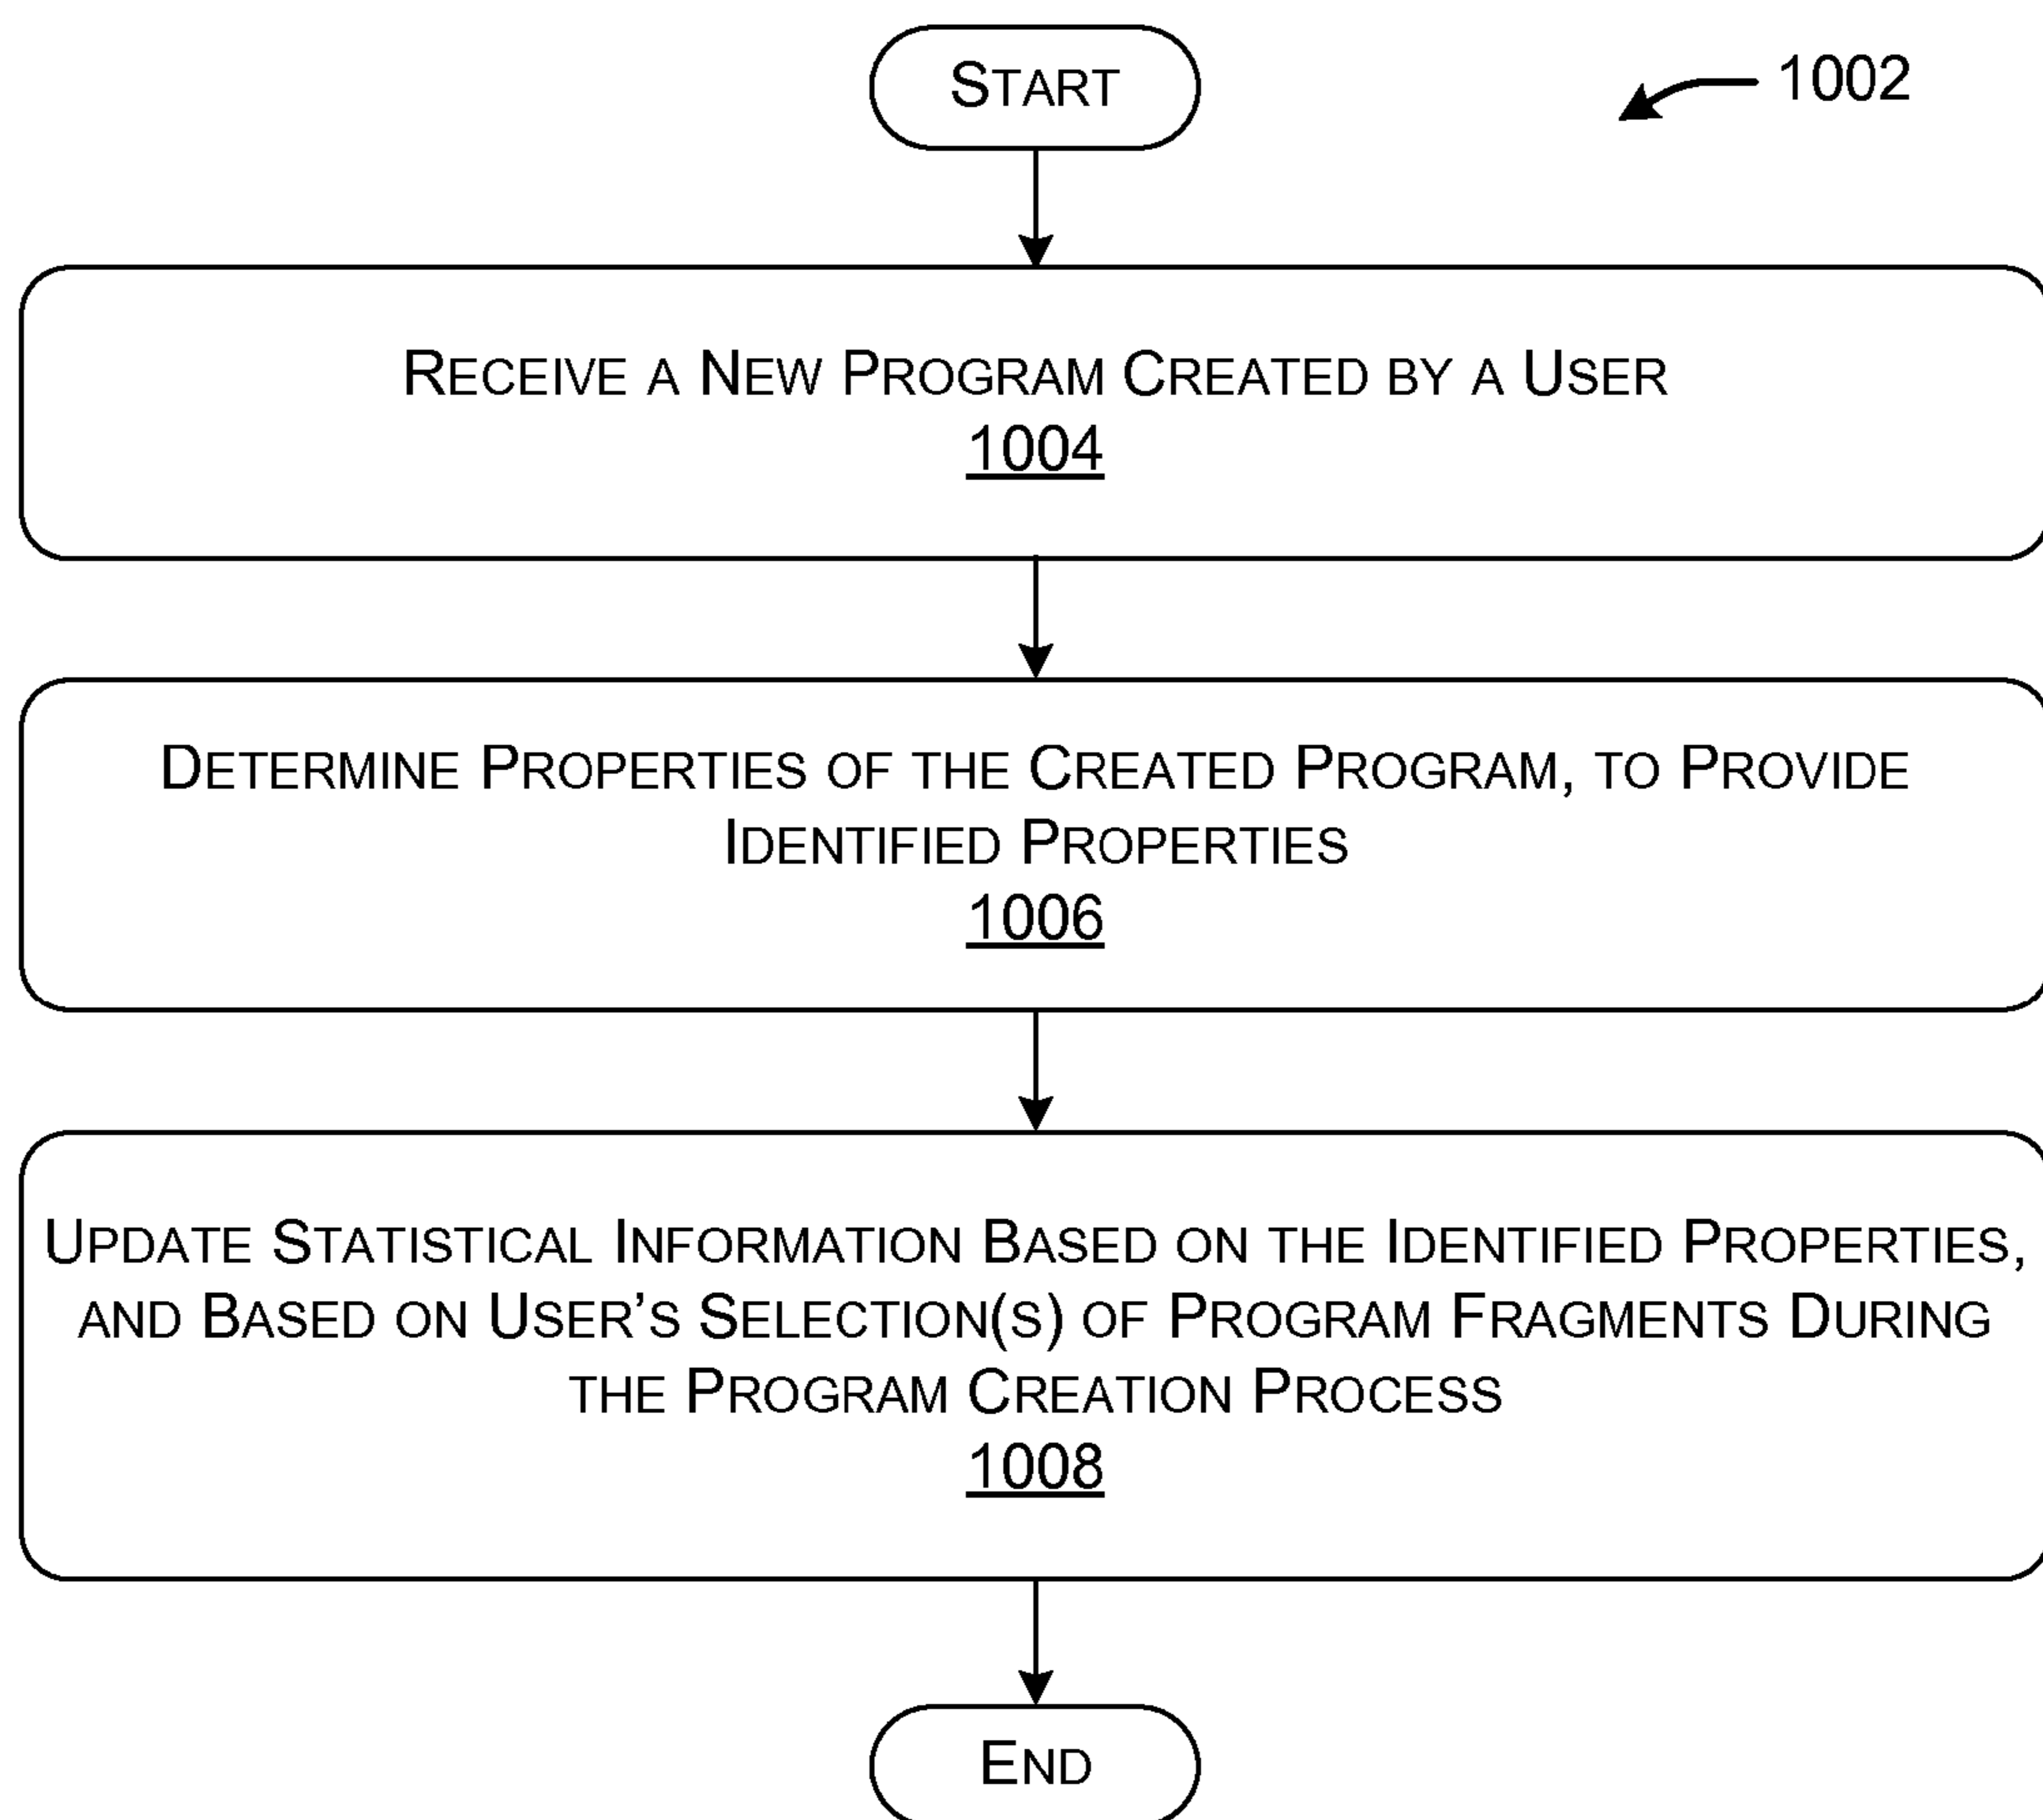 START
1002
RECEIVE A NEW PROGRAM CREATED BY A USER
1004
DETERMINE PROPERTIES OF THE CREATED PROGRAM, TO PROVIDE
IDENTIFIED PROPERTIES
1006
UPDATE STATISTICAL INFORMATION BASED ON THE IDENTIFIED PROPERTIES,
AND BASED ON USER’S SELECTION(S) OF PROGRAM FRAGMENTS DURING
THE PROGRAM CREATION PROCESS
1008
END